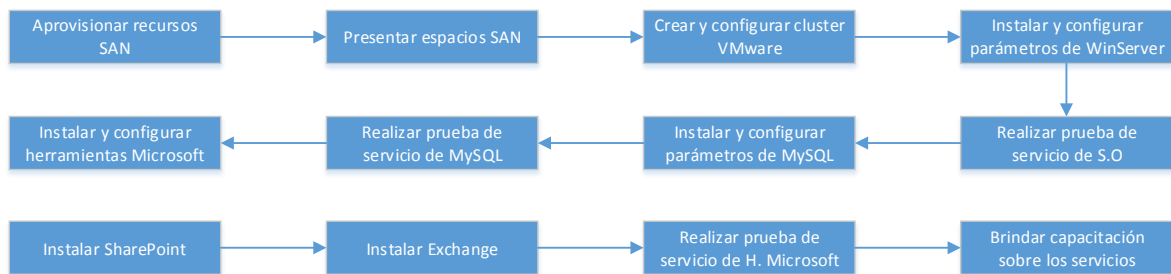 Aprovisionar recursos
SAN
Presentar espacios SAN
Crear y configurar cluster
VMware
Instalar y configurar
parámetros de WinServer
Realizar prueba de
servicio de S.O
Instalar y configurar
parámetros de MySQL
Realizar prueba de
servicio de MySQL
Instalar y configurar
herramientas Microsoft
Instalar SharePoint
Instalar Exchange
Realizar prueba de
servicio de H. Microsoft
Brindar capacitación
sobre los servicios